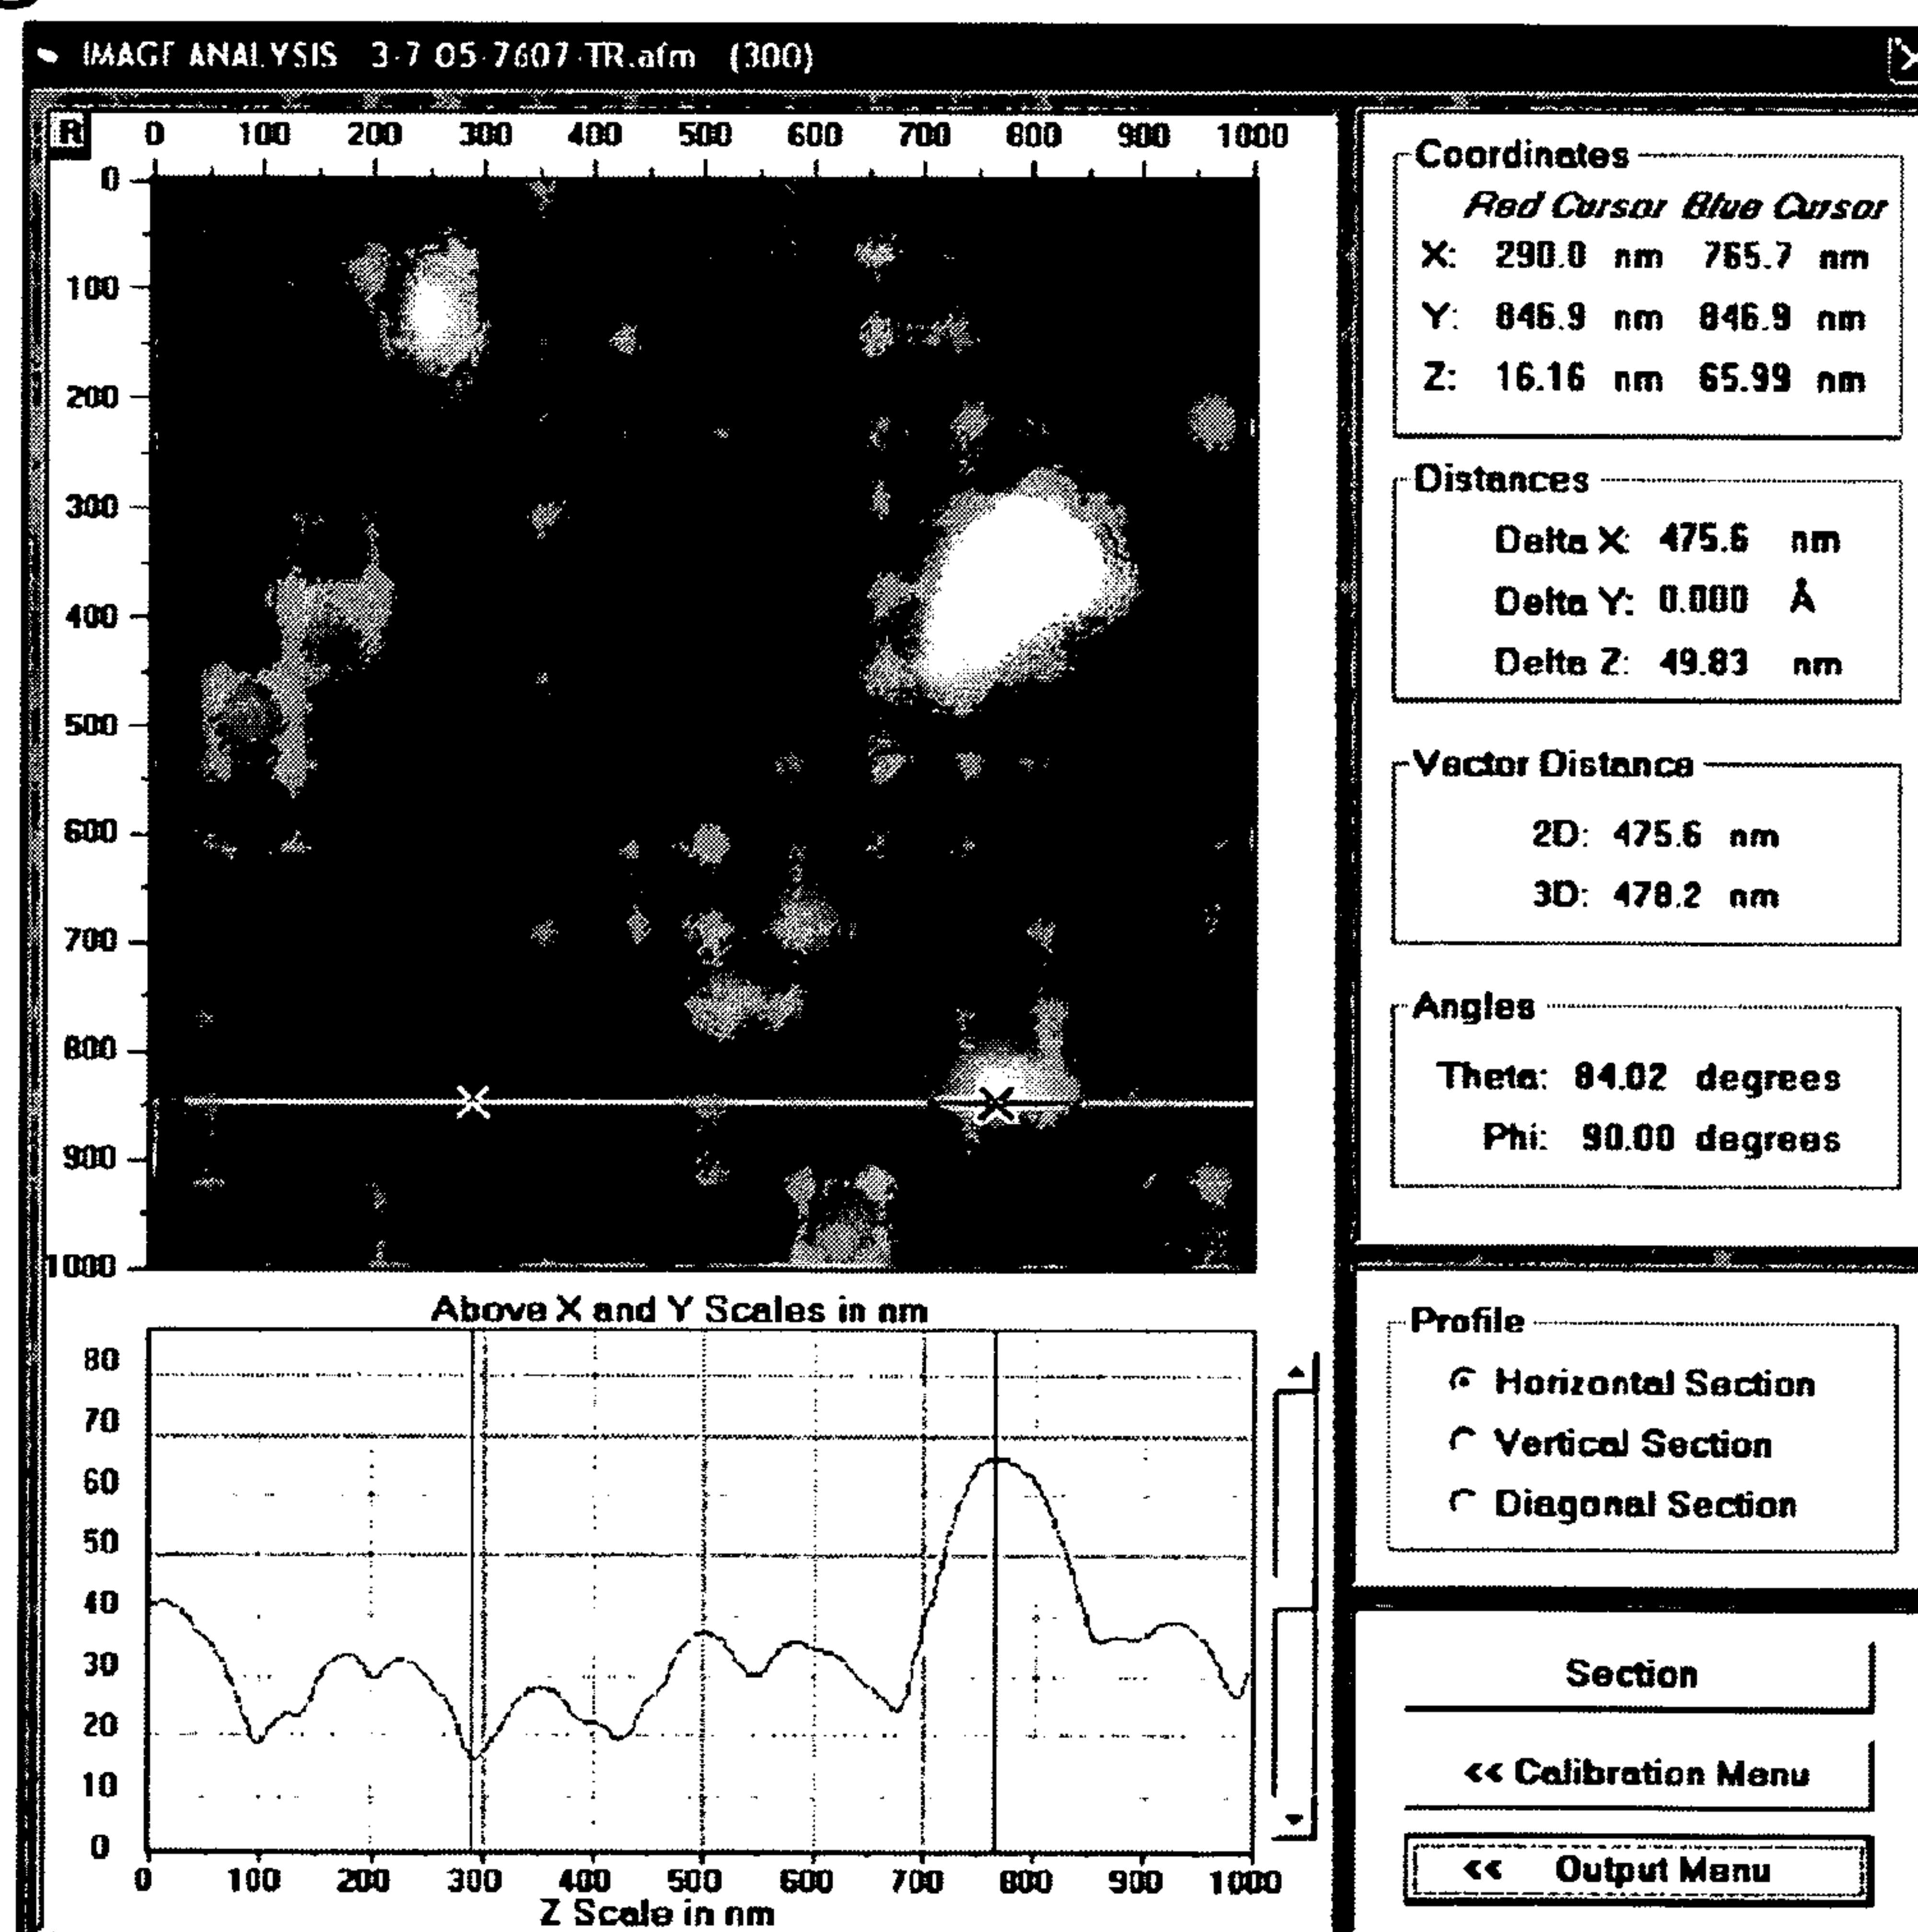 IMAGE ANALYSIS 3-7 05-7607-TR.afm (300)
R 0 100 200 300 400 500 600 700 800 900 1000
0
100
200
300
400
500
600
700
800
900
1000
Above X and Y Scales in nm
80
70
60
50
40
30
20
10
0
0 100 200 300 400 500 600 700 800 900 1000
Z Scale in nm
Coordinates
Red Cursor Blue Cursor
X: 290.0 nm 765.7 nm
Y: 846.9 nm 846.9 nm
Z: 16.16 nm 65.99 nm
Distances
Delta X: 475.6 nm
Delta Y: 0.000 Å
Delta Z: 49.83 nm
Vector Distance
2D: 475.6 nm
3D: 478.2 nm
Angles
Theta: 84.02 degrees
Phi: 90.00 degrees
Profile
Horizontal Section
Vertical Section
Diagonal Section
Section
<< Calibration Menu
<< Output Menu